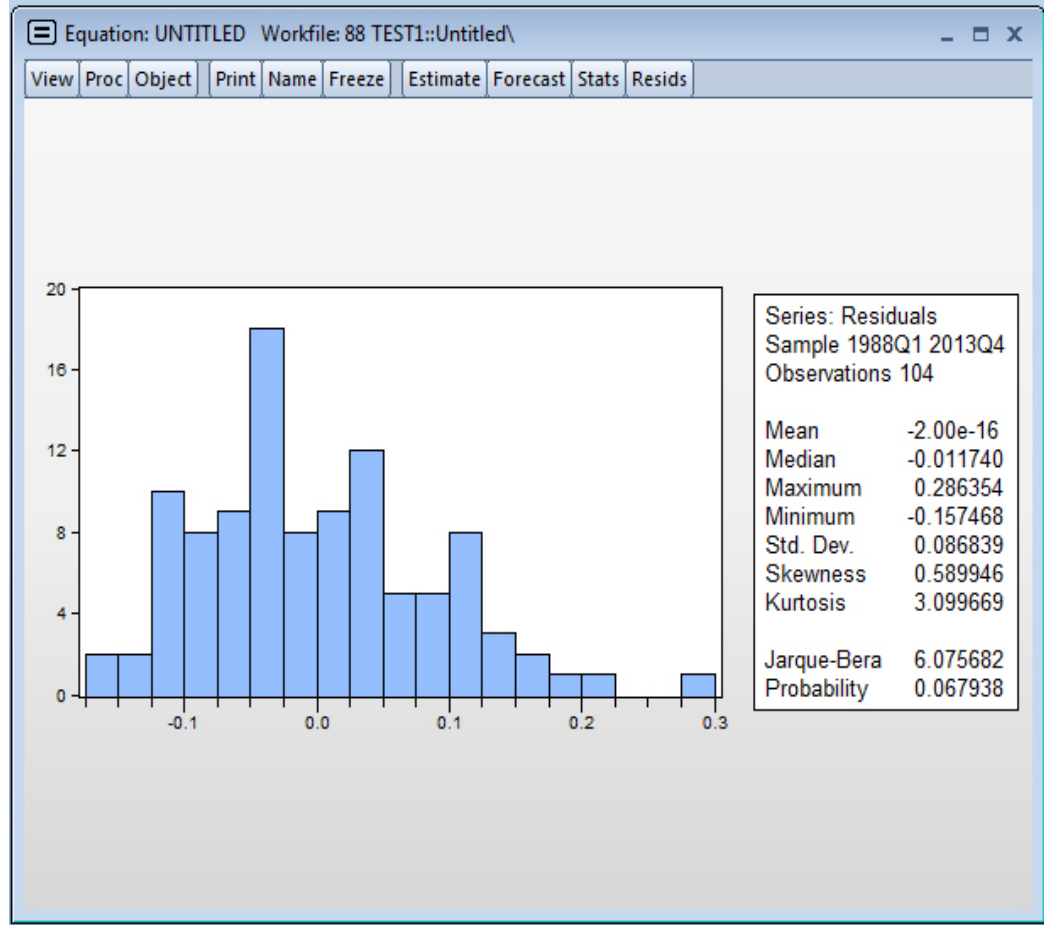 Equation: UNTITLED Workfile: 88 TEST1::Untitled\
View Proc Object Print Name Freeze Estimate Forecast Stats Resids
20
16
12
8
4
0
-0.1 0.0 0.1 0.2 0.3
Series: Residuals
Sample 1988Q1 2013Q4
Observations 104
Mean -2.00e-16
Median -0.011740
Maximum 0.286354
Minimum -0.157468
Std. Dev. 0.086839
Skewness 0.589946
Kurtosis 3.099669
Jarque-Bera 6.075682
Probability 0.067938